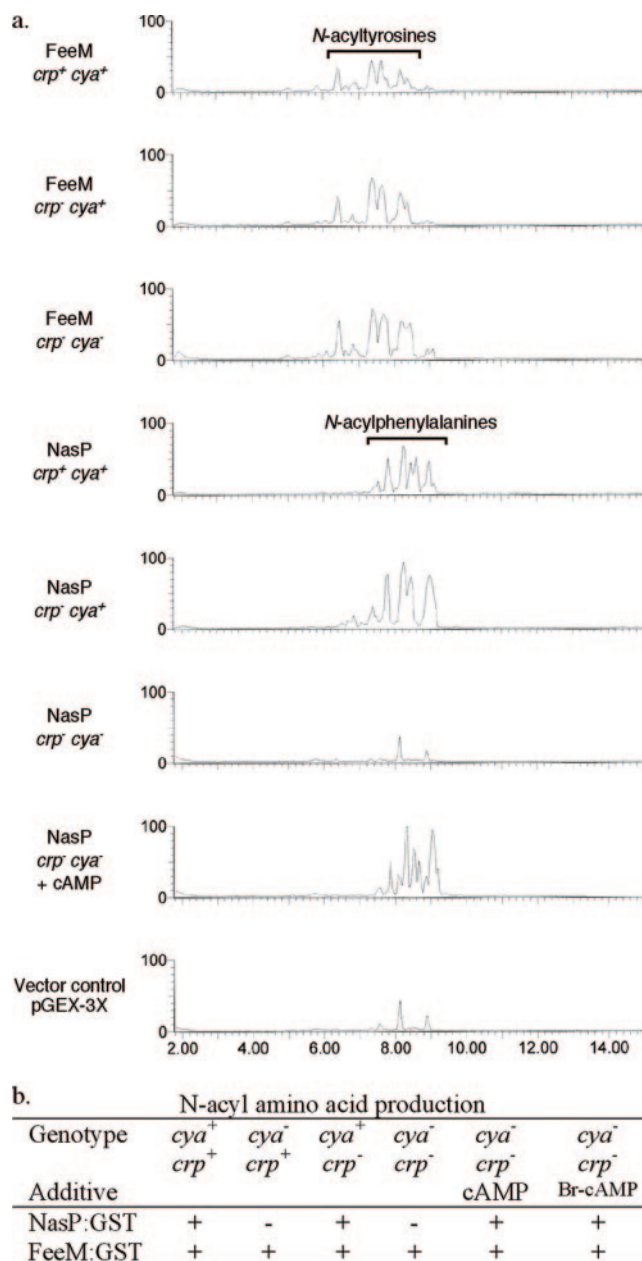 a.
100
FeeM
crp+ cya+
0
N-acyltyrosines
100
FeeM
crp- cya+
0
100
FeeM
crp- cya-
0
100
NasP
crp+ cya+
0
N-acylphenylalanines
100
NasP
crp- cya+
0
100
NasP
crp- cya-
0
100
NasP
crp- cya-
+ cAMP
0
100
Vector control
pGEX-3X
0
2.00 4.00 6.00 8.00 10.00 12.00 14.00
b.
N-acyl amino acid production
Genotype cya+ cya- cya+ cya- cya- cya-
crp+ crp+ crp- crp- crp- crp-
Additive cAMP Br-cAMP
NasP:GST + - + - + +
FeeM:GST + + + + + +